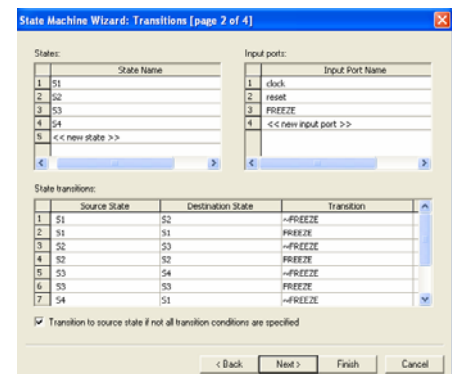 State Machine Wizard: Transitions [page 2 of 4]
States:
State Name
1 S1
2 S2
3 S3
4 S4
5 << new state >>
Input ports:
Input Port Name
1 clock
2 reset
3 FREEZE
4 << new input port >>
State transitions:
Source State Destination State Transition
1 S1 S2 ~FREEZE
2 S1 S1 FREEZE
3 S2 S3 ~FREEZE
4 S2 S2 FREEZE
5 S3 S4 ~FREEZE
6 S3 S3 FREEZE
7 S4 S1 ~FREEZE
Transition to source state if not all transition conditions are specified
< Back Next > Finish Cancel